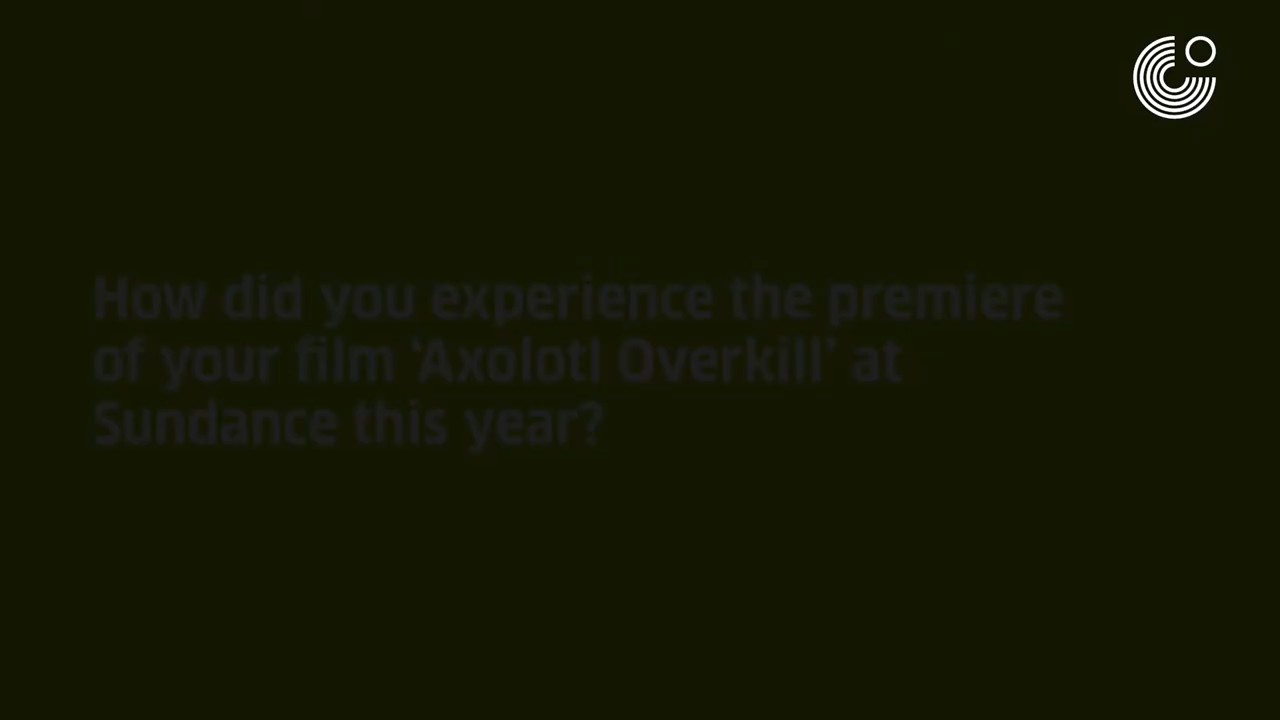 How did you experience the premiere
of your film ‘Axolotl Overkill’ at
Sundance this year?